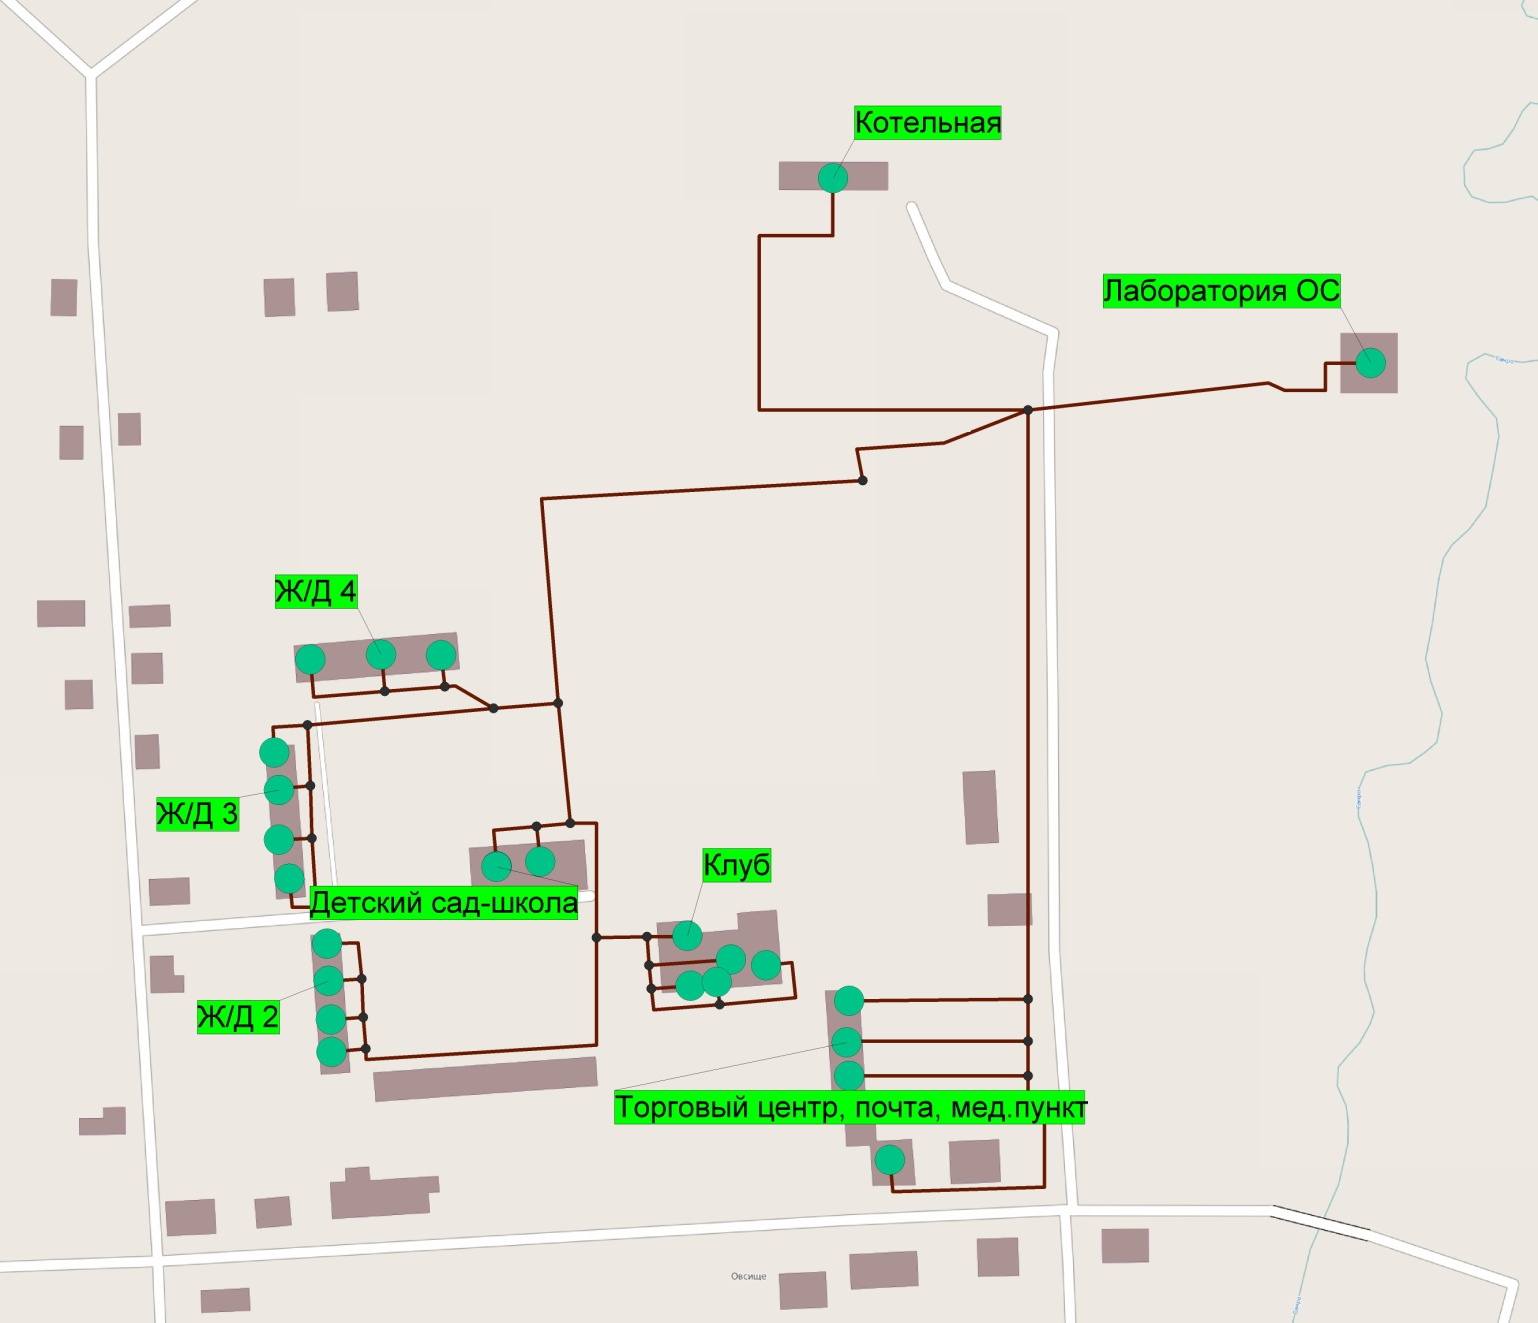 Котельная
Лаборатория ОС
Ж/Д 4
Ж/Д 3
Клуб
Детский сад-школа
Ж/Д 2
Торговый центр, почта, мед.пункт
Овсище